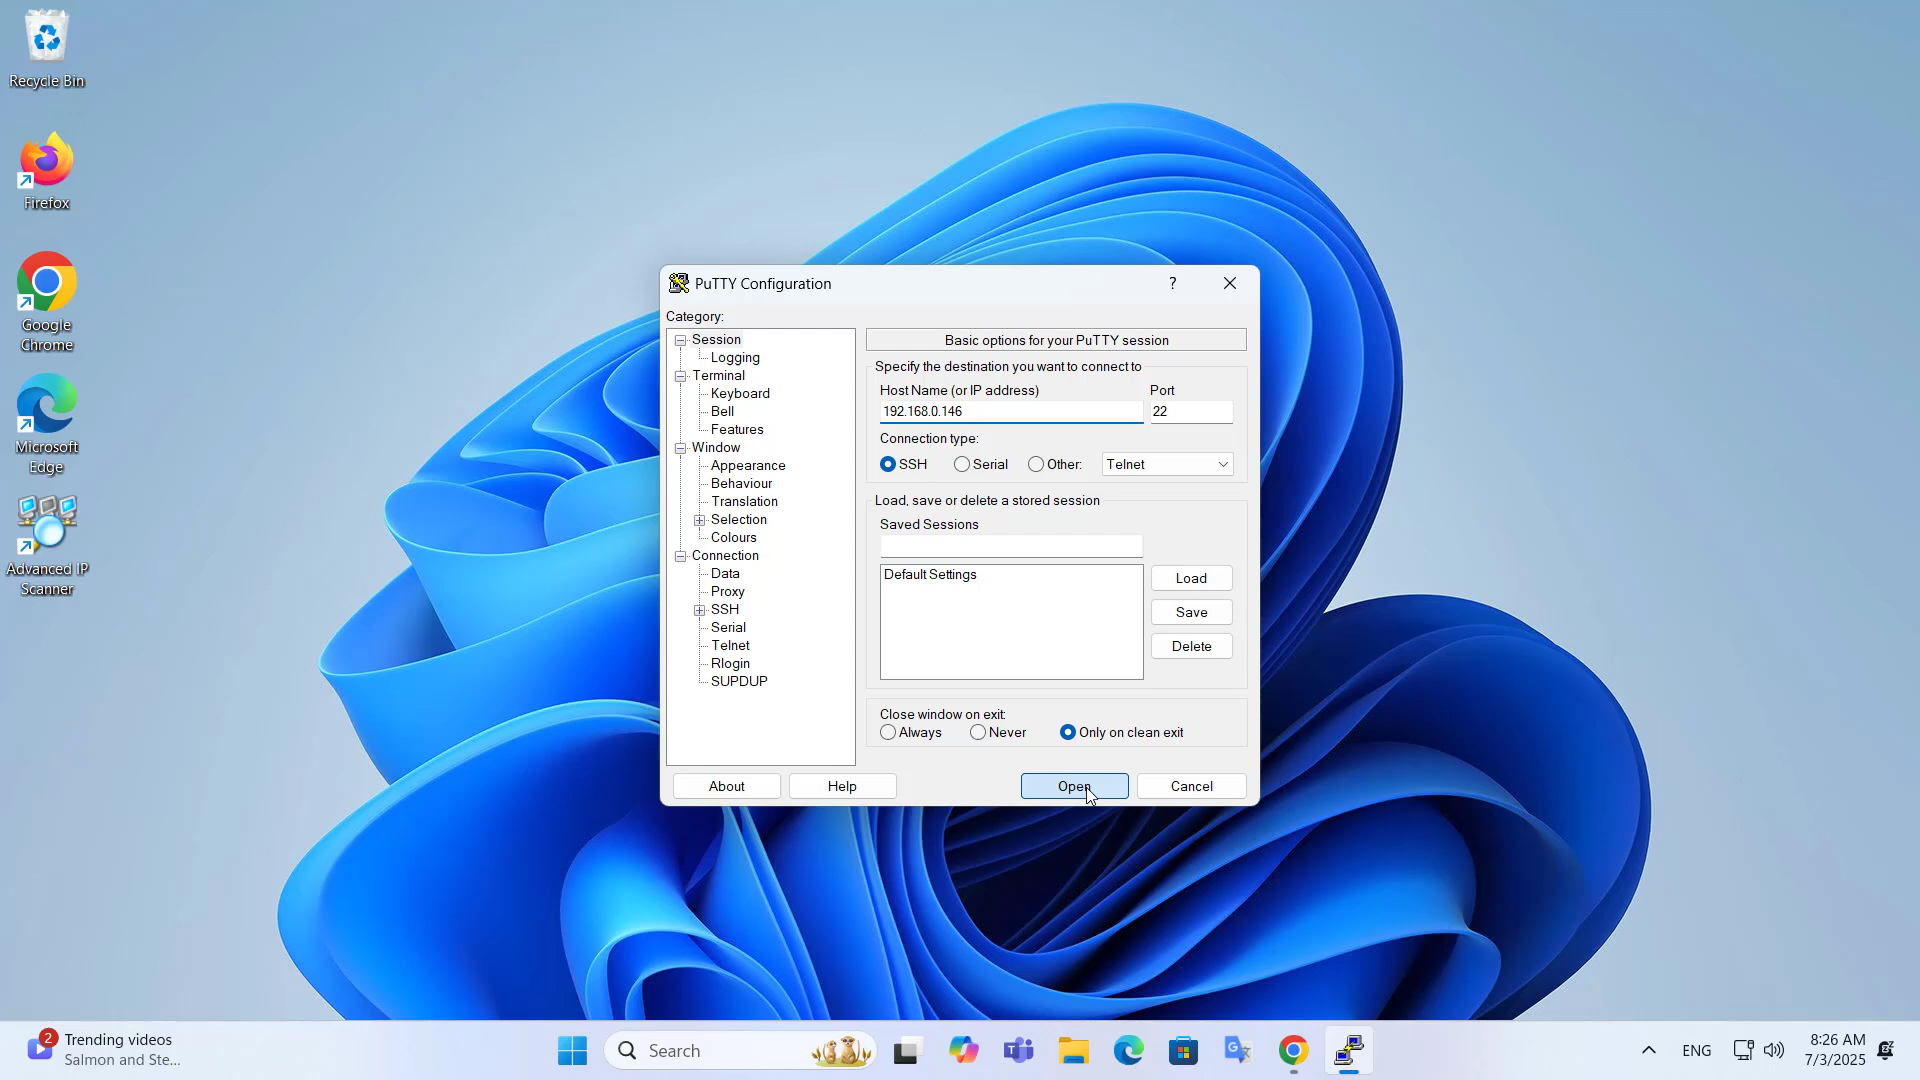 Recycle Bin
Firefox
Google
Chrome
Microsoft
Edge
Advanced IP
Scanner
PuTTY Configuration
?
Category:
Session
Logging
Terminal
Keyboard
Bell
Features
Window
Appearance
Behaviour
Translation
Selection
Colours
Connection
Data
Proxy
SSH
Serial
Telnet
Rlogin
SUPDUP
Basic options for your PuTTY session
Specify the destination you want to connect to
Host Name (or IP address) Port
192.168.0.146 22
Connection type:
SSH Serial Other: Telnet
Load, save or delete a stored session
Saved Sessions
Default Settings
Load
Save
Delete
Close window on exit:
Always Never Only on clean exit
About Help Open Cancel
2
Trending videos
Salmon and Ste...
Search
ENG
8:26 AM
7/3/2025